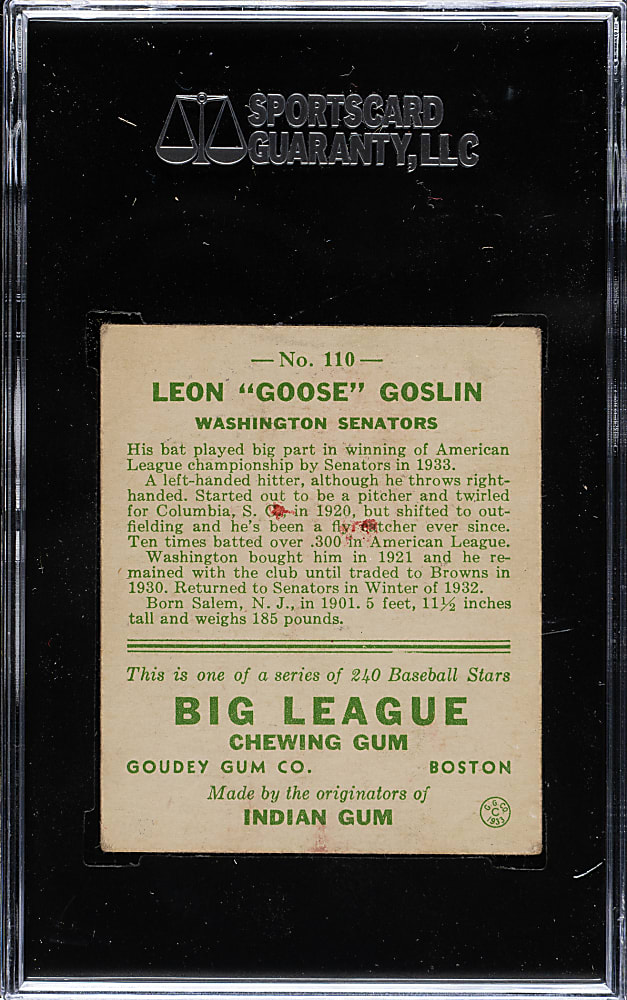 SPORTSCARD
GUARANTY, LLC
— No. 110 —
LEON “GOOSE” GOSLIN
WASHINGTON SENATORS
His bat played big part in winning of American
League championship by Senators in 1933.
A left-handed hitter, although he throws right-
handed. Started out to be a pitcher and twirled
for Columbia, S. C., in 1920, but shifted to out-
fielding and he's been a fly catcher ever since.
Ten times batted over .300 in American League.
Washington bought him in 1921 and he re-
mained with the club until traded to Browns in
1930. Returned to Senators in Winter of 1932.
Born Salem, N. J., in 1901. 5 feet, 11½ inches
tall and weighs 185 pounds.
This is one of a series of 240 Baseball Stars
BIG LEAGUE
CHEWING GUM
GOUDEY GUM CO. BOSTON
Made by the originators of
INDIAN GUM
G. G. CO.
C
1933